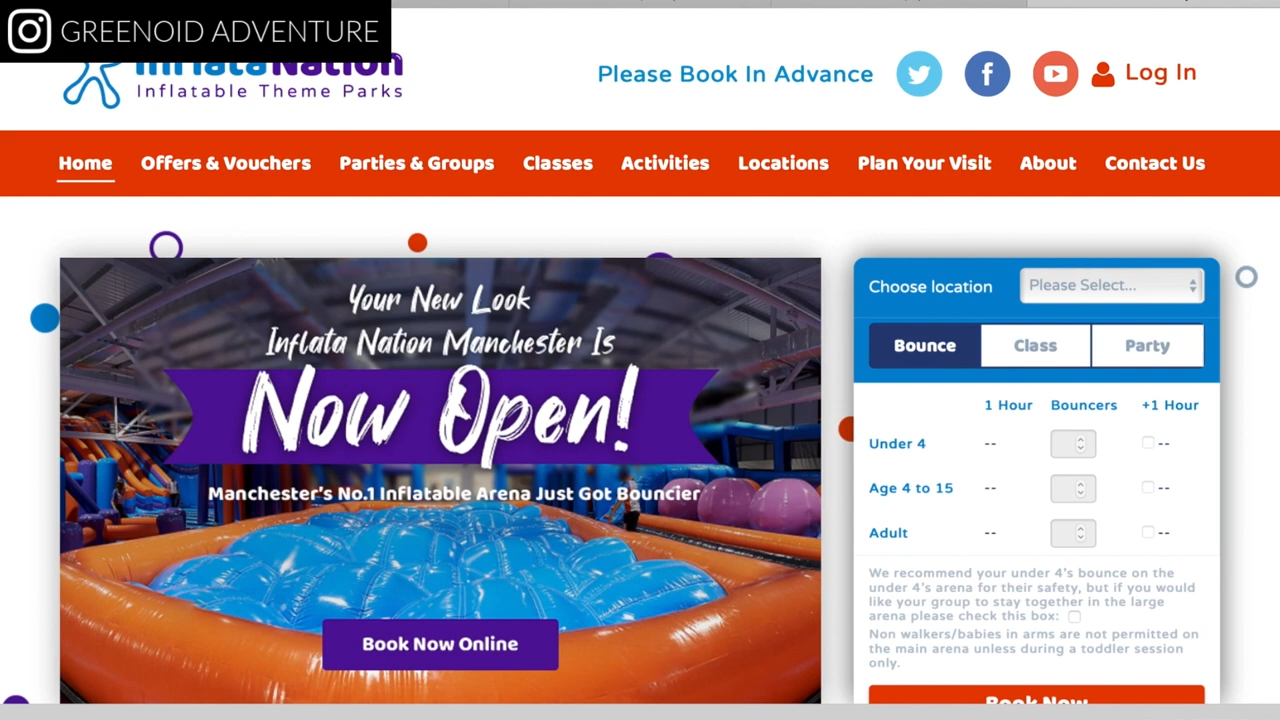 GREENOID ADVENTURE
InflataNation
Inflatable Theme Parks
Please Book In Advance
Log In
Home Offers & Vouchers Parties & Groups Classes Activities Locations Plan Your Visit About Contact Us
Your New Look
Inflata Nation Manchester Is
Now Open!
Manchester's No.1 Inflatable Arena Just Got Bouncier
Book Now Online
Choose location Please Select...
Bounce Class Party
1 Hour Bouncers +1 Hour
Under 4 -- --
Age 4 to 15 -- --
Adult -- --
We recommend your under 4's bounce on the
under 4's arena for their safety, but if you would
like your group to stay together in the large
arena please check this box:
Non walkers/babies in arms are not permitted on
the main arena unless during a toddler session
only.
Book Now